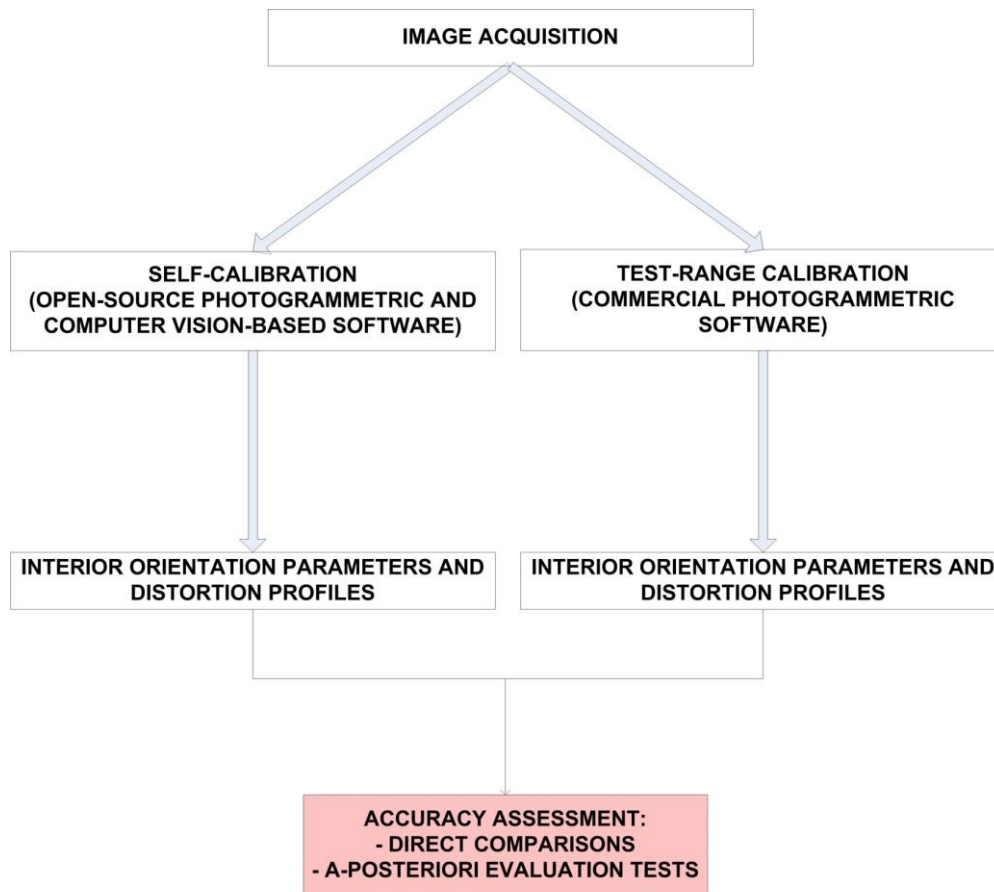 IMAGE ACQUISITION
SELF-CALIBRATION
(OPEN-SOURCE PHOTOGRAMMETRIC AND
COMPUTER VISION-BASED SOFTWARE)
TEST-RANGE CALIBRATION
(COMMERCIAL PHOTOGRAMMETRIC
SOFTWARE)
INTERIOR ORIENTATION PARAMETERS AND
DISTORTION PROFILES
INTERIOR ORIENTATION PARAMETERS AND
DISTORTION PROFILES
ACCURACY ASSESSMENT:
- DIRECT COMPARISONS
- A-POSTERIORI EVALUATION TESTS